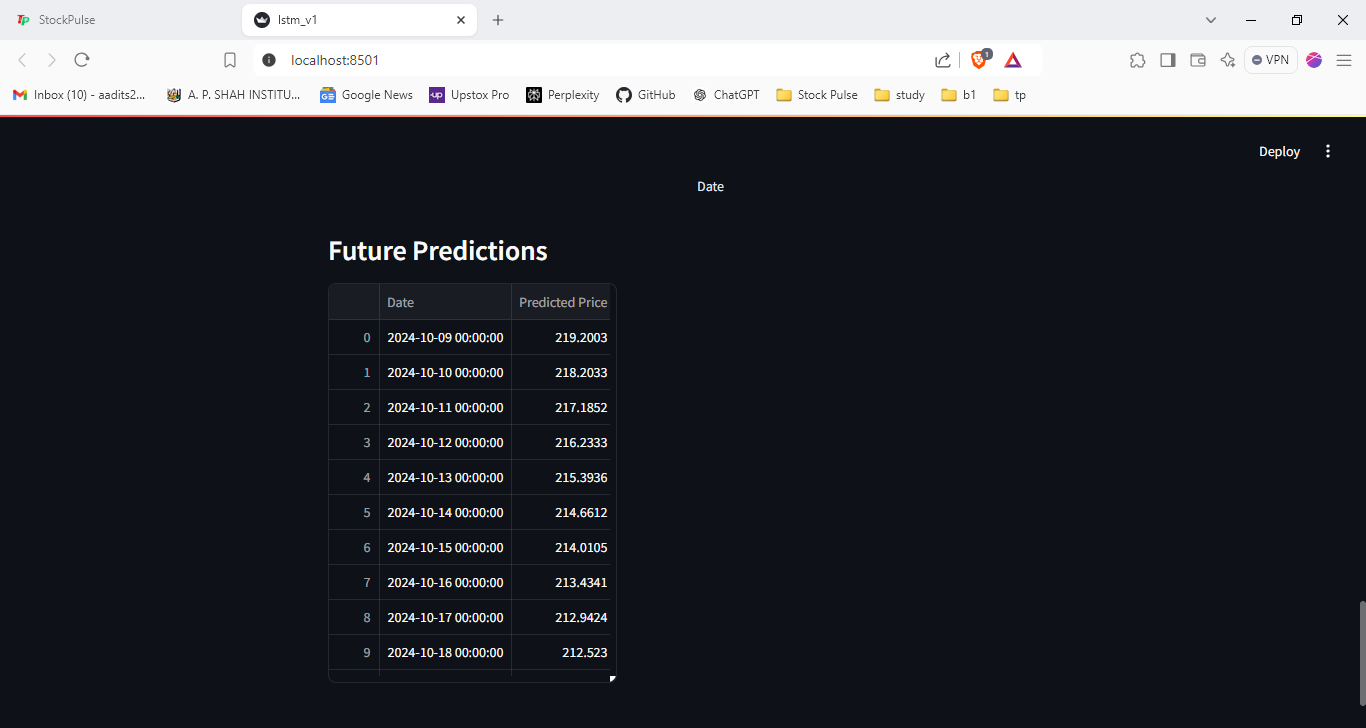 StockPulse lstm_v1
localhost:8501 1 VPN
Inbox (10) - aadits2... A. P. SHAH INSTITU... Google News up Upstox Pro Perplexity GitHub ChatGPT Stock Pulse study b1 tp
Deploy
Date
Future Predictions
Date Predicted Price
0 2024-10-09 00:00:00 219.2003
1 2024-10-10 00:00:00 218.2033
2 2024-10-11 00:00:00 217.1852
3 2024-10-12 00:00:00 216.2333
4 2024-10-13 00:00:00 215.3936
5 2024-10-14 00:00:00 214.6612
6 2024-10-15 00:00:00 214.0105
7 2024-10-16 00:00:00 213.4341
8 2024-10-17 00:00:00 212.9424
9 2024-10-18 00:00:00 212.523